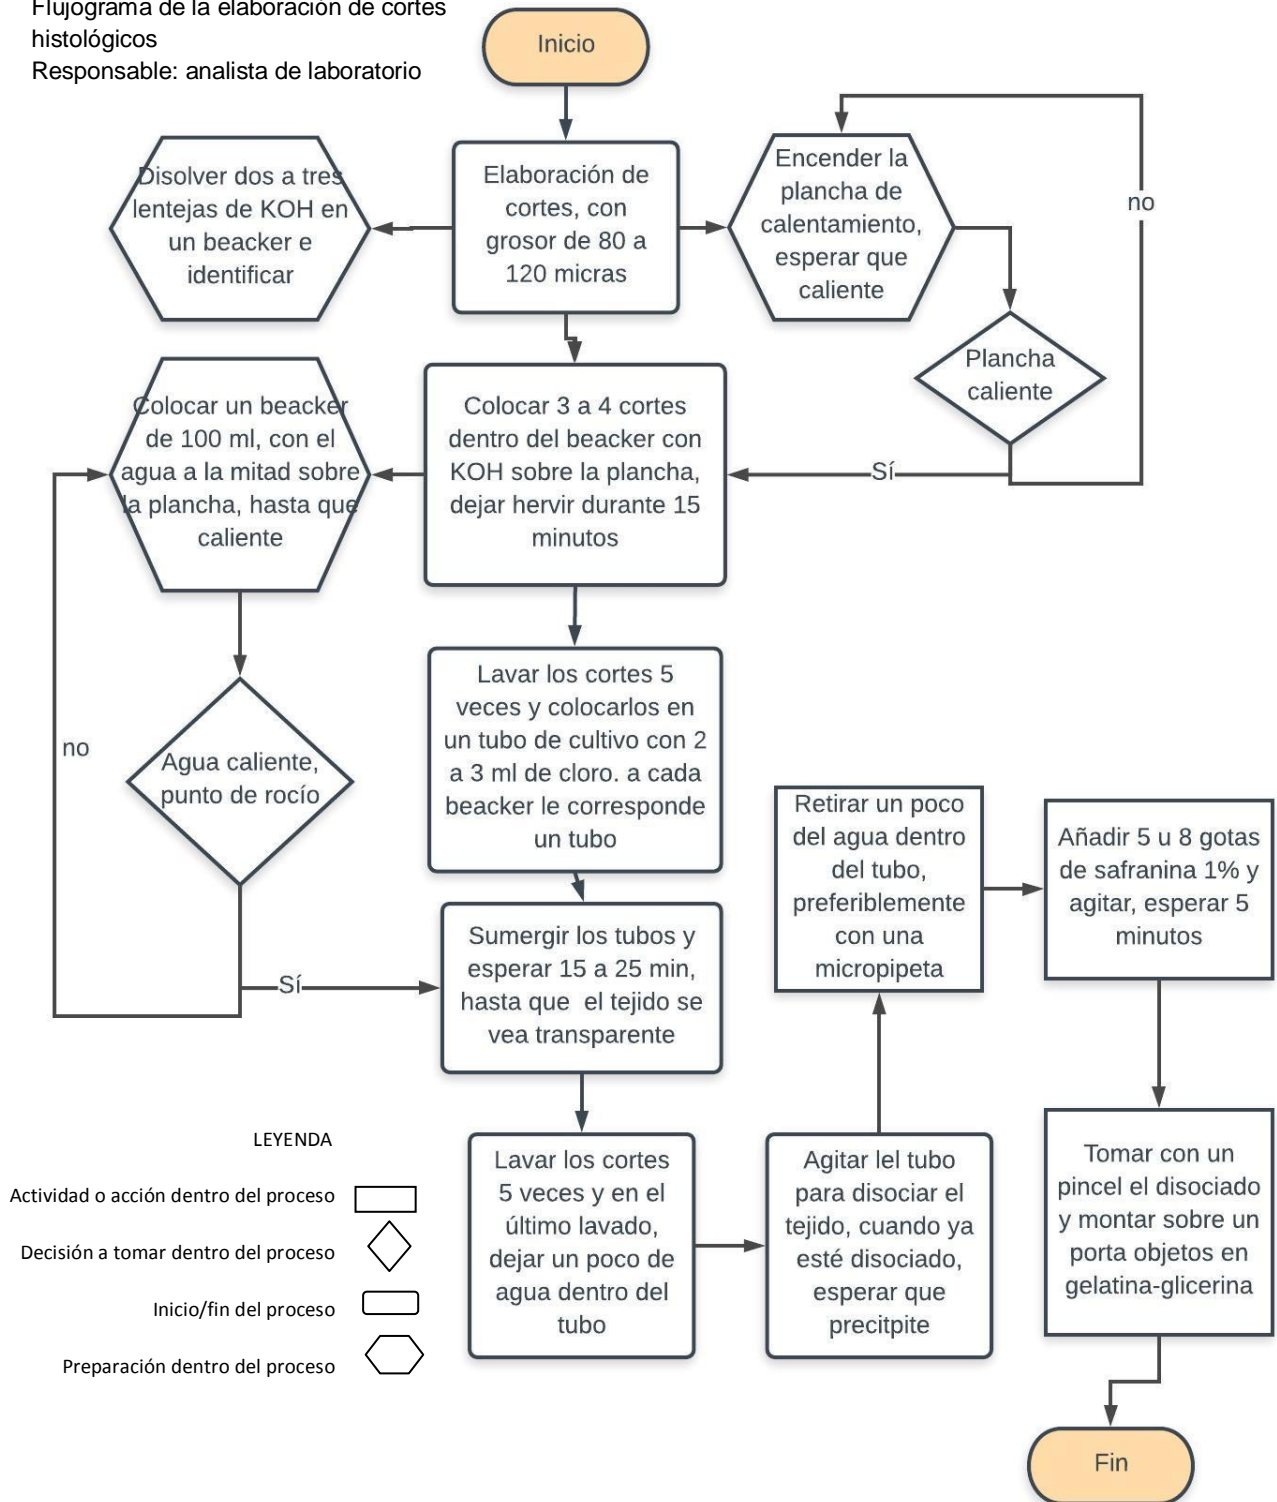 Flujograma de la elaboración de cortes
histológicos
Responsable: analista de laboratorio
Inicio
Disolver dos a tres
lentejas de KOH en
un beacker e
identificar
Elaboración de
cortes, con
grosor de 80 a
120 micras
Encender la
plancha de
calentamiento,
esperar que
caliente
no
Plancha
caliente
Colocar un beacker
de 100 ml, con el
agua a la mitad sobre
la plancha, hasta que
caliente
Colocar 3 a 4 cortes
dentro del beacker con
KOH sobre la plancha,
dejar hervir durante 15
minutos
Sí
Lavar los cortes 5
veces y colocarlos en
un tubo de cultivo con 2
a 3 ml de cloro. a cada
beacker le corresponde
un tubo
no
Agua caliente,
punto de rocío
Sí
Sumergir los tubos y
esperar 15 a 25 min,
hasta que el tejido se
vea transparente
Retirar un poco
del agua dentro
del tubo,
preferiblemente
con una
micropipeta
Añadir 5 u 8 gotas
de safranina 1% y
agitar, esperar 5
minutos
Lavar los cortes
5 veces y en el
último lavado,
dejar un poco de
agua dentro del
tubo
Agitar lel tubo
para disociar el
tejido, cuando ya
esté disociado,
esperar que
precitpite
Tomar con un
pincel el disociado
y montar sobre un
porta objetos en
gelatina-glicerina
Fin
LEYENDA
Actividad o acción dentro del proceso
Decisión a tomar dentro del proceso
Inicio/fin del proceso
Preparación dentro del proceso